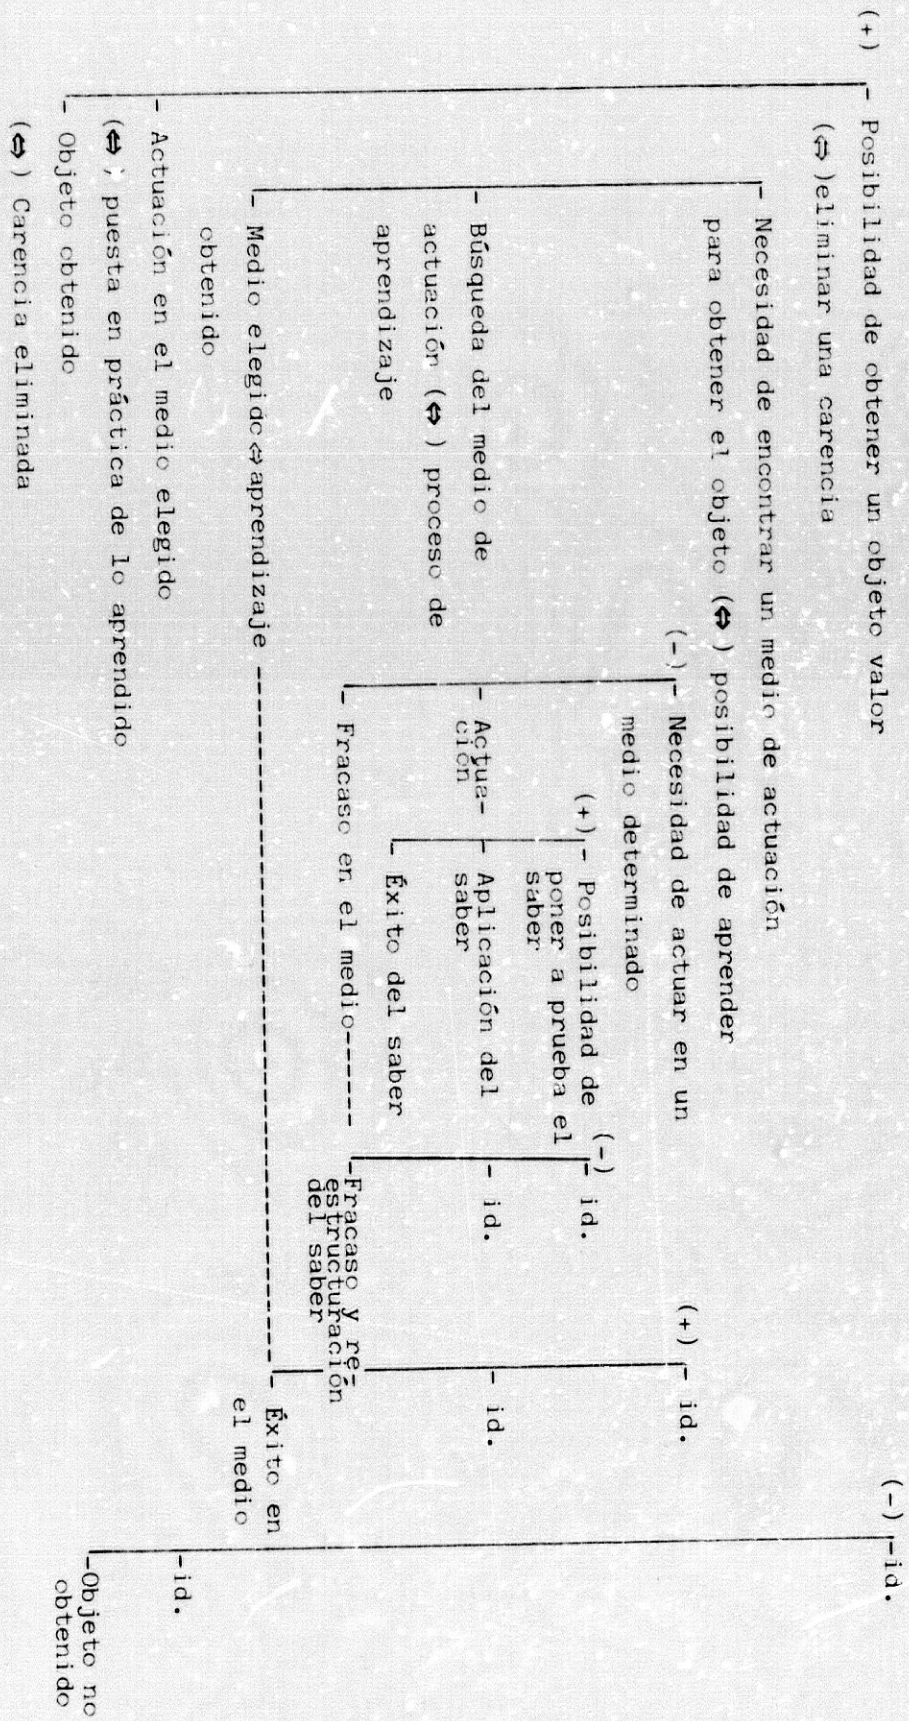 (+)
- Posibilidad de obtener un objeto valor
(⇔ )eliminar una carencia
- Necesidad de encontrar un medio de actuación
para obtener el objeto (⇔ ) posibilidad de aprender
(-)
- Necesidad de actuar en un
medio determinado
(+)
- Posibilidad de
poner a prueba el
saber
- Búsqueda del medio de
actuación (⇔ ) proceso de
aprendizaje
- Actua-
ción
- Aplicación del
saber
- Éxito del saber
- Fracaso en el medio-----
(-)
- id.
- id.
-Fracaso y re-
estructuración
del saber
(+)
- id.
- id.
- Éxito en
el medio
- Medio elegido⇔aprendizaje ------------------------------
obtenido
- Actuación en el medio elegido
(⇔ ; puesta en práctica de lo aprendido
- Objeto obtenido
(⇔ ) Carencia eliminada
(-)
-id.
-id.
-Objeto no
obtenido